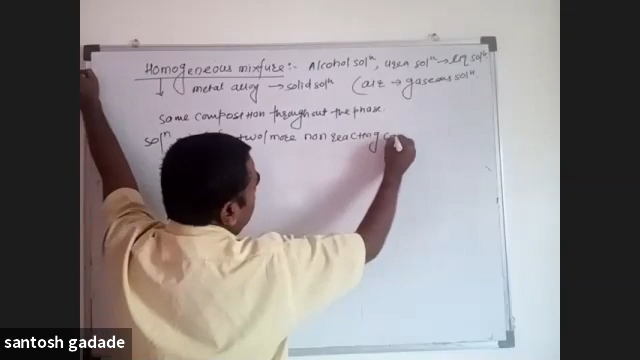 Homogeneous mixture:- Alcohol solⁿ, urea solⁿ → liq solⁿ
↓ metal alloy → solid solⁿ (air → gaseous solⁿ.
same composition throughout the phase.
solⁿ two/more non reacting
santosh gadade